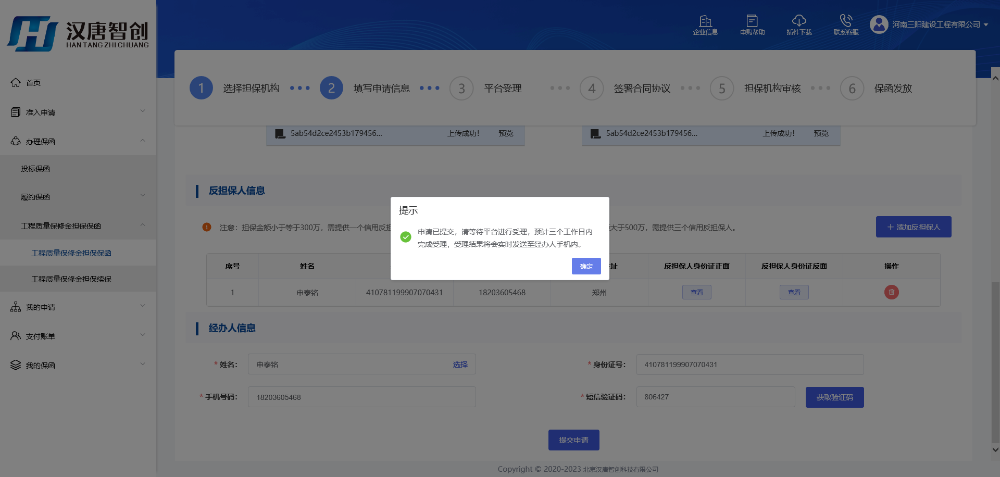 汉唐智创
HAN TANG ZHI CHUANG
企业信息
申购帮助
插件下载
联系客服
河南三阳建设工程有限公司
首页
准入申请
办理保函
投标保函
履约保函
工程质量保修金担保保函
工程质量保修金担保保函
工程质量保修金担保续保
我的申请
支付账单
我的保函
1 选择担保机构
2 填写申请信息
3 平台受理
4 签署合同协议
5 担保机构审核
6 保函发放
5ab54d2ce2453b179456... 上传成功! 预览
5ab54d2ce2453b179456... 上传成功! 预览
反担保人信息
注意：担保金额小于等于300万，需提供一个信用反担
大于500万，需提供三个信用反担保人。
+ 添加反担保人
提示
申请已提交，请等待平台进行受理，预计三个工作日内
完成受理，受理结果将会实时发送至经办人手机内。
确定
序号 姓名 址 反担保人身份证正面 反担保人身份证反面 操作
1 申泰铭 410781199907070431 18203605468 郑州 查看 查看
经办人信息
* 姓名： 申泰铭 选择
* 身份证号： 410781199907070431
* 手机号码： 18203605468
* 短信验证码： 806427 获取验证码
提交申请
Copyright © 2020-2023 北京汉唐智创科技有限公司